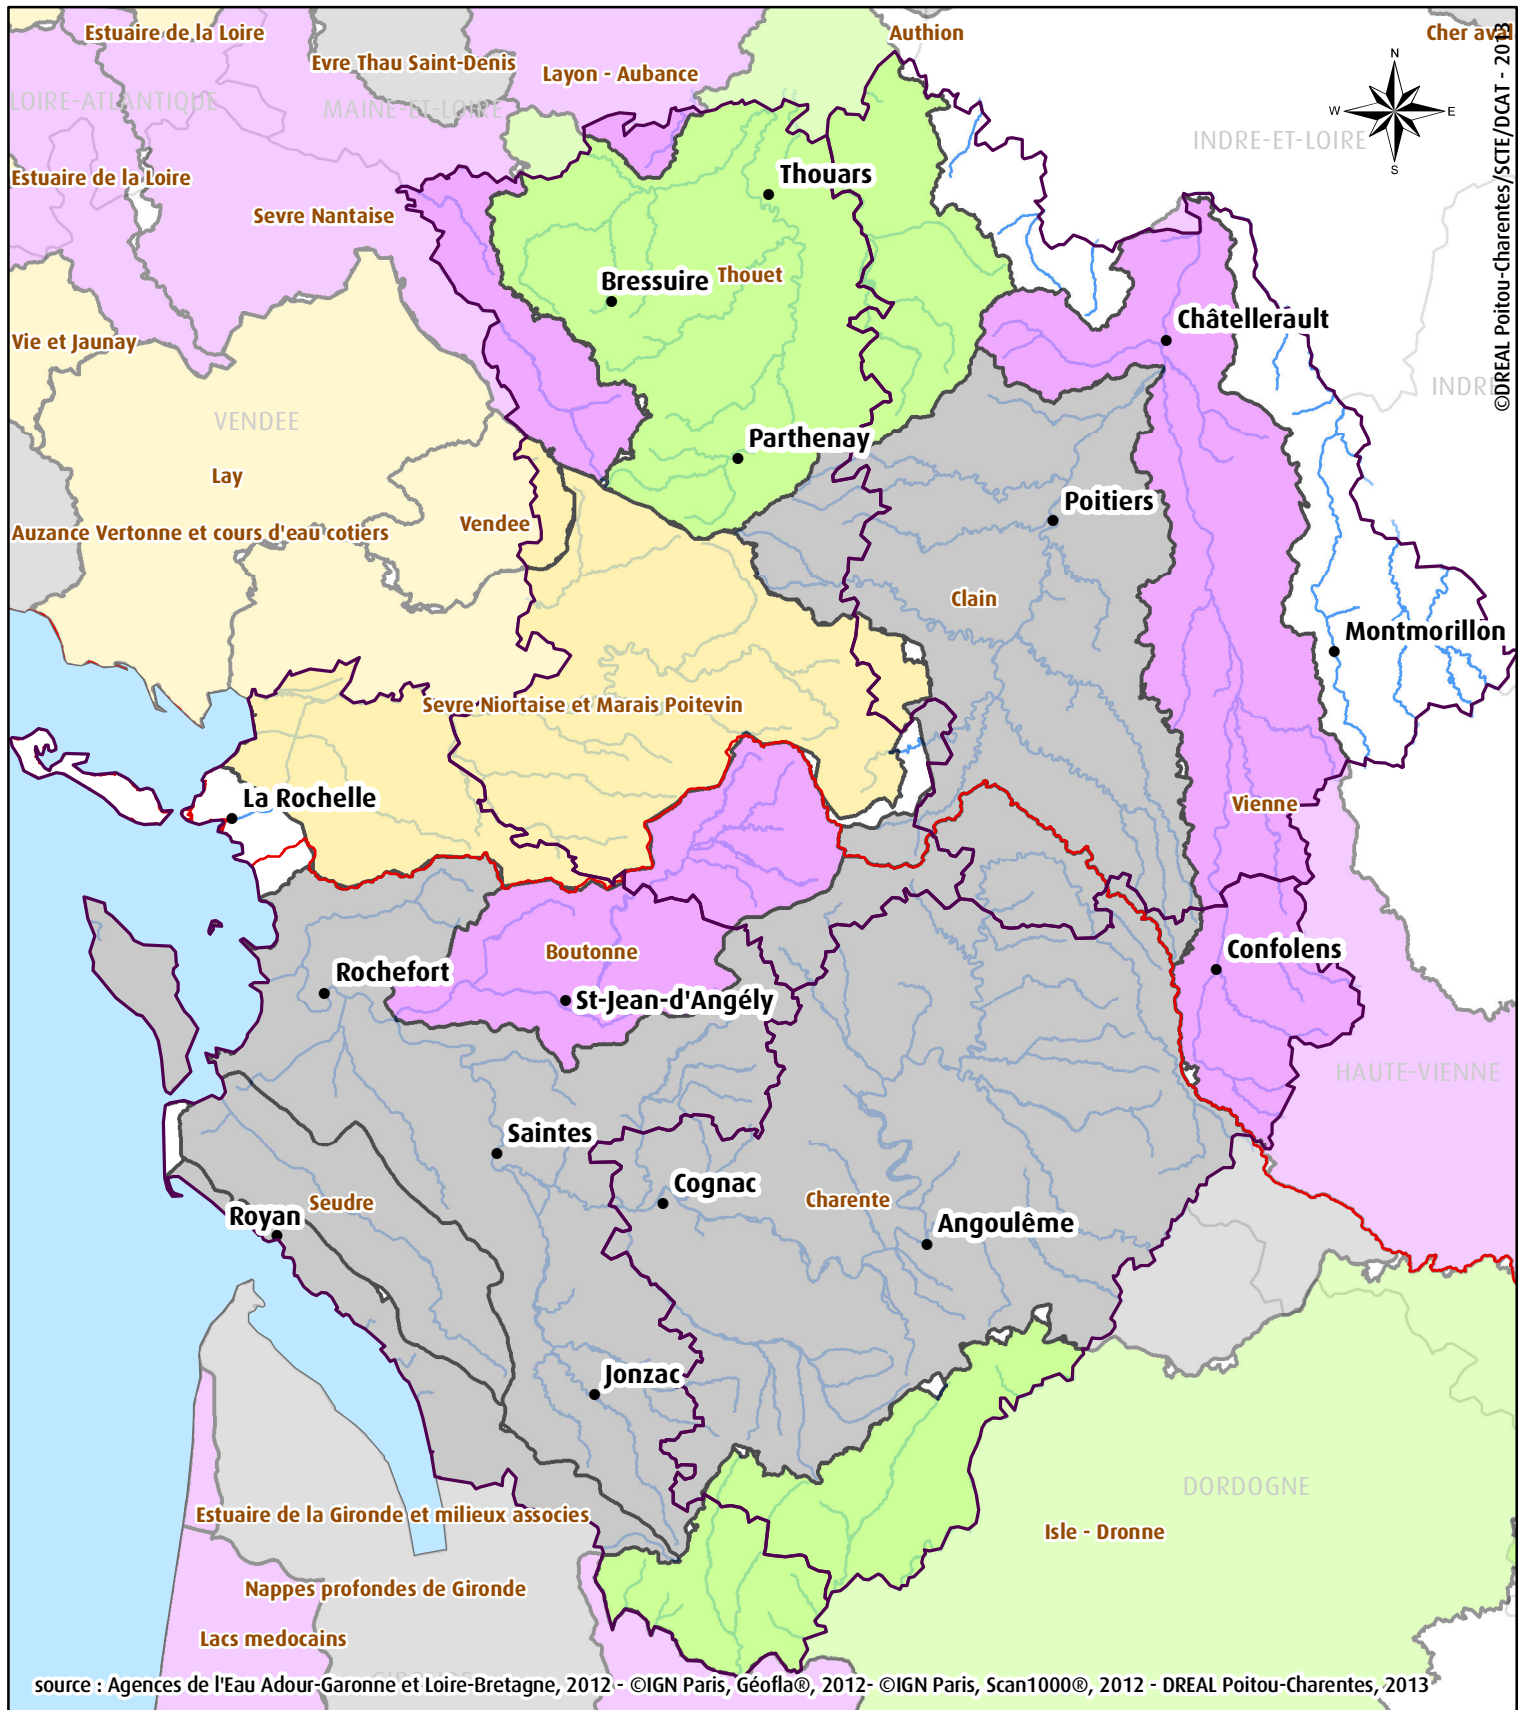 Estuaire de la Loire
Authion
Cher aval
Evre Thau Saint-Denis
Layon - Aubance
N
W
E
S
LOIRE-ATLANTIQUE
MAINE-ET-LOIRE
INDRE-ET-LOIRE
©DREAL Poitou-Charentes/SCTE/DCAT - 2013
Estuaire de la Loire
Thouars
Sevre Nantaise
Bressuire
Thouet
Châtellerault
Vie et Jaunay
INDRE
VENDEE
Parthenay
Lay
Poitiers
Auzance Vertonne et cours d'eau cotiers
Vendee
Clain
Montmorillon
Sevre Niortaise et Marais Poitevin
La Rochelle
Vienne
Boutonne
Confolens
Rochefort
St-Jean-d'Angély
HAUTE-VIENNE
Saintes
Cognac
Charente
Seudre
Royan
Angoulême
Jonzac
DORDOGNE
Estuaire de la Gironde et milieux associes
Isle - Dronne
Nappes profondes de Gironde
Lacs medocains
GIRONDE
source : Agences de l'Eau Adour-Garonne et Loire-Bretagne, 2012 - ©IGN Paris, Géofla®, 2012- ©IGN Paris, Scan1000®, 2012 - DREAL Poitou-Charentes, 2013